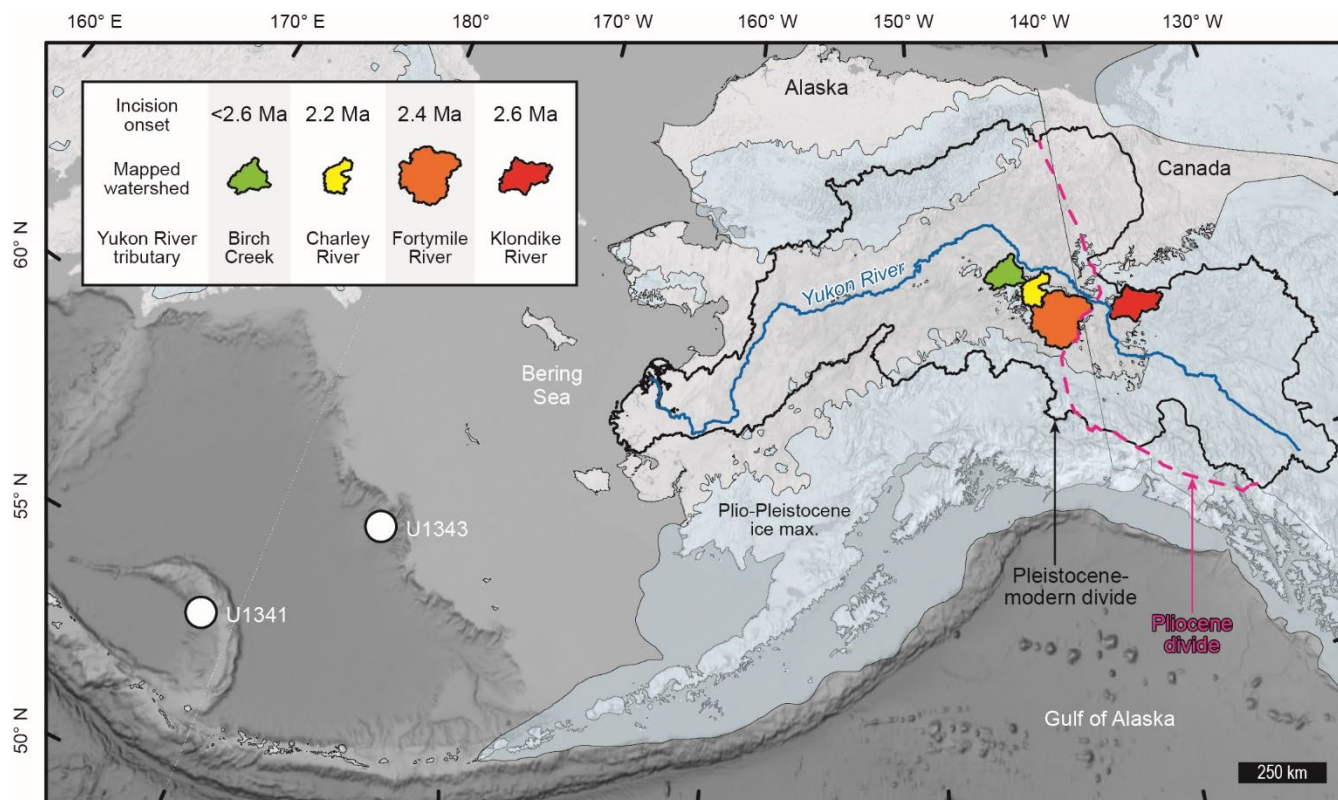 160° E 170° E 180° 170° W 160° W 150° W 140° W 130° W
60° N
55° N
50° N
Incision onset
<2.6 Ma 2.2 Ma 2.4 Ma 2.6 Ma
Mapped watershed
Yukon River tributary
Birch Creek
Charley River
Fortymile River
Klondike River
Alaska
Canada
Yukon River
Bering Sea
U1343
U1341
Plio-Pleistocene ice max.
Pleistocene-modern divide
Pliocene divide
Gulf of Alaska
250 km